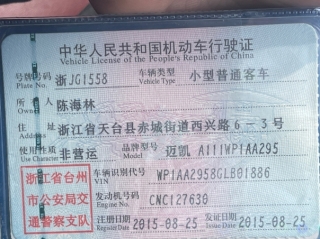 中华人民共和国机动车行驶证
Vehicle License of the People's Republic of China
号牌号码 浙JG1558 车辆类型 小型普通客车
Plate No. Vehicle Type
所有人 陈海林
Owner
住址 浙江省天台县赤城街道西兴路6-3号
Address
使用性质 非营运 品牌型号 迈凯 A111WP1AA295
Use Character
浙江省台州市公安局交通警察支队
车辆识别代号 WP1AA2958GLB01886
VIN
发动机号码 CNC127630
Engine No.
注册日期 2015-08-25 发证日期 2015-08-25
Register Date Issue Date